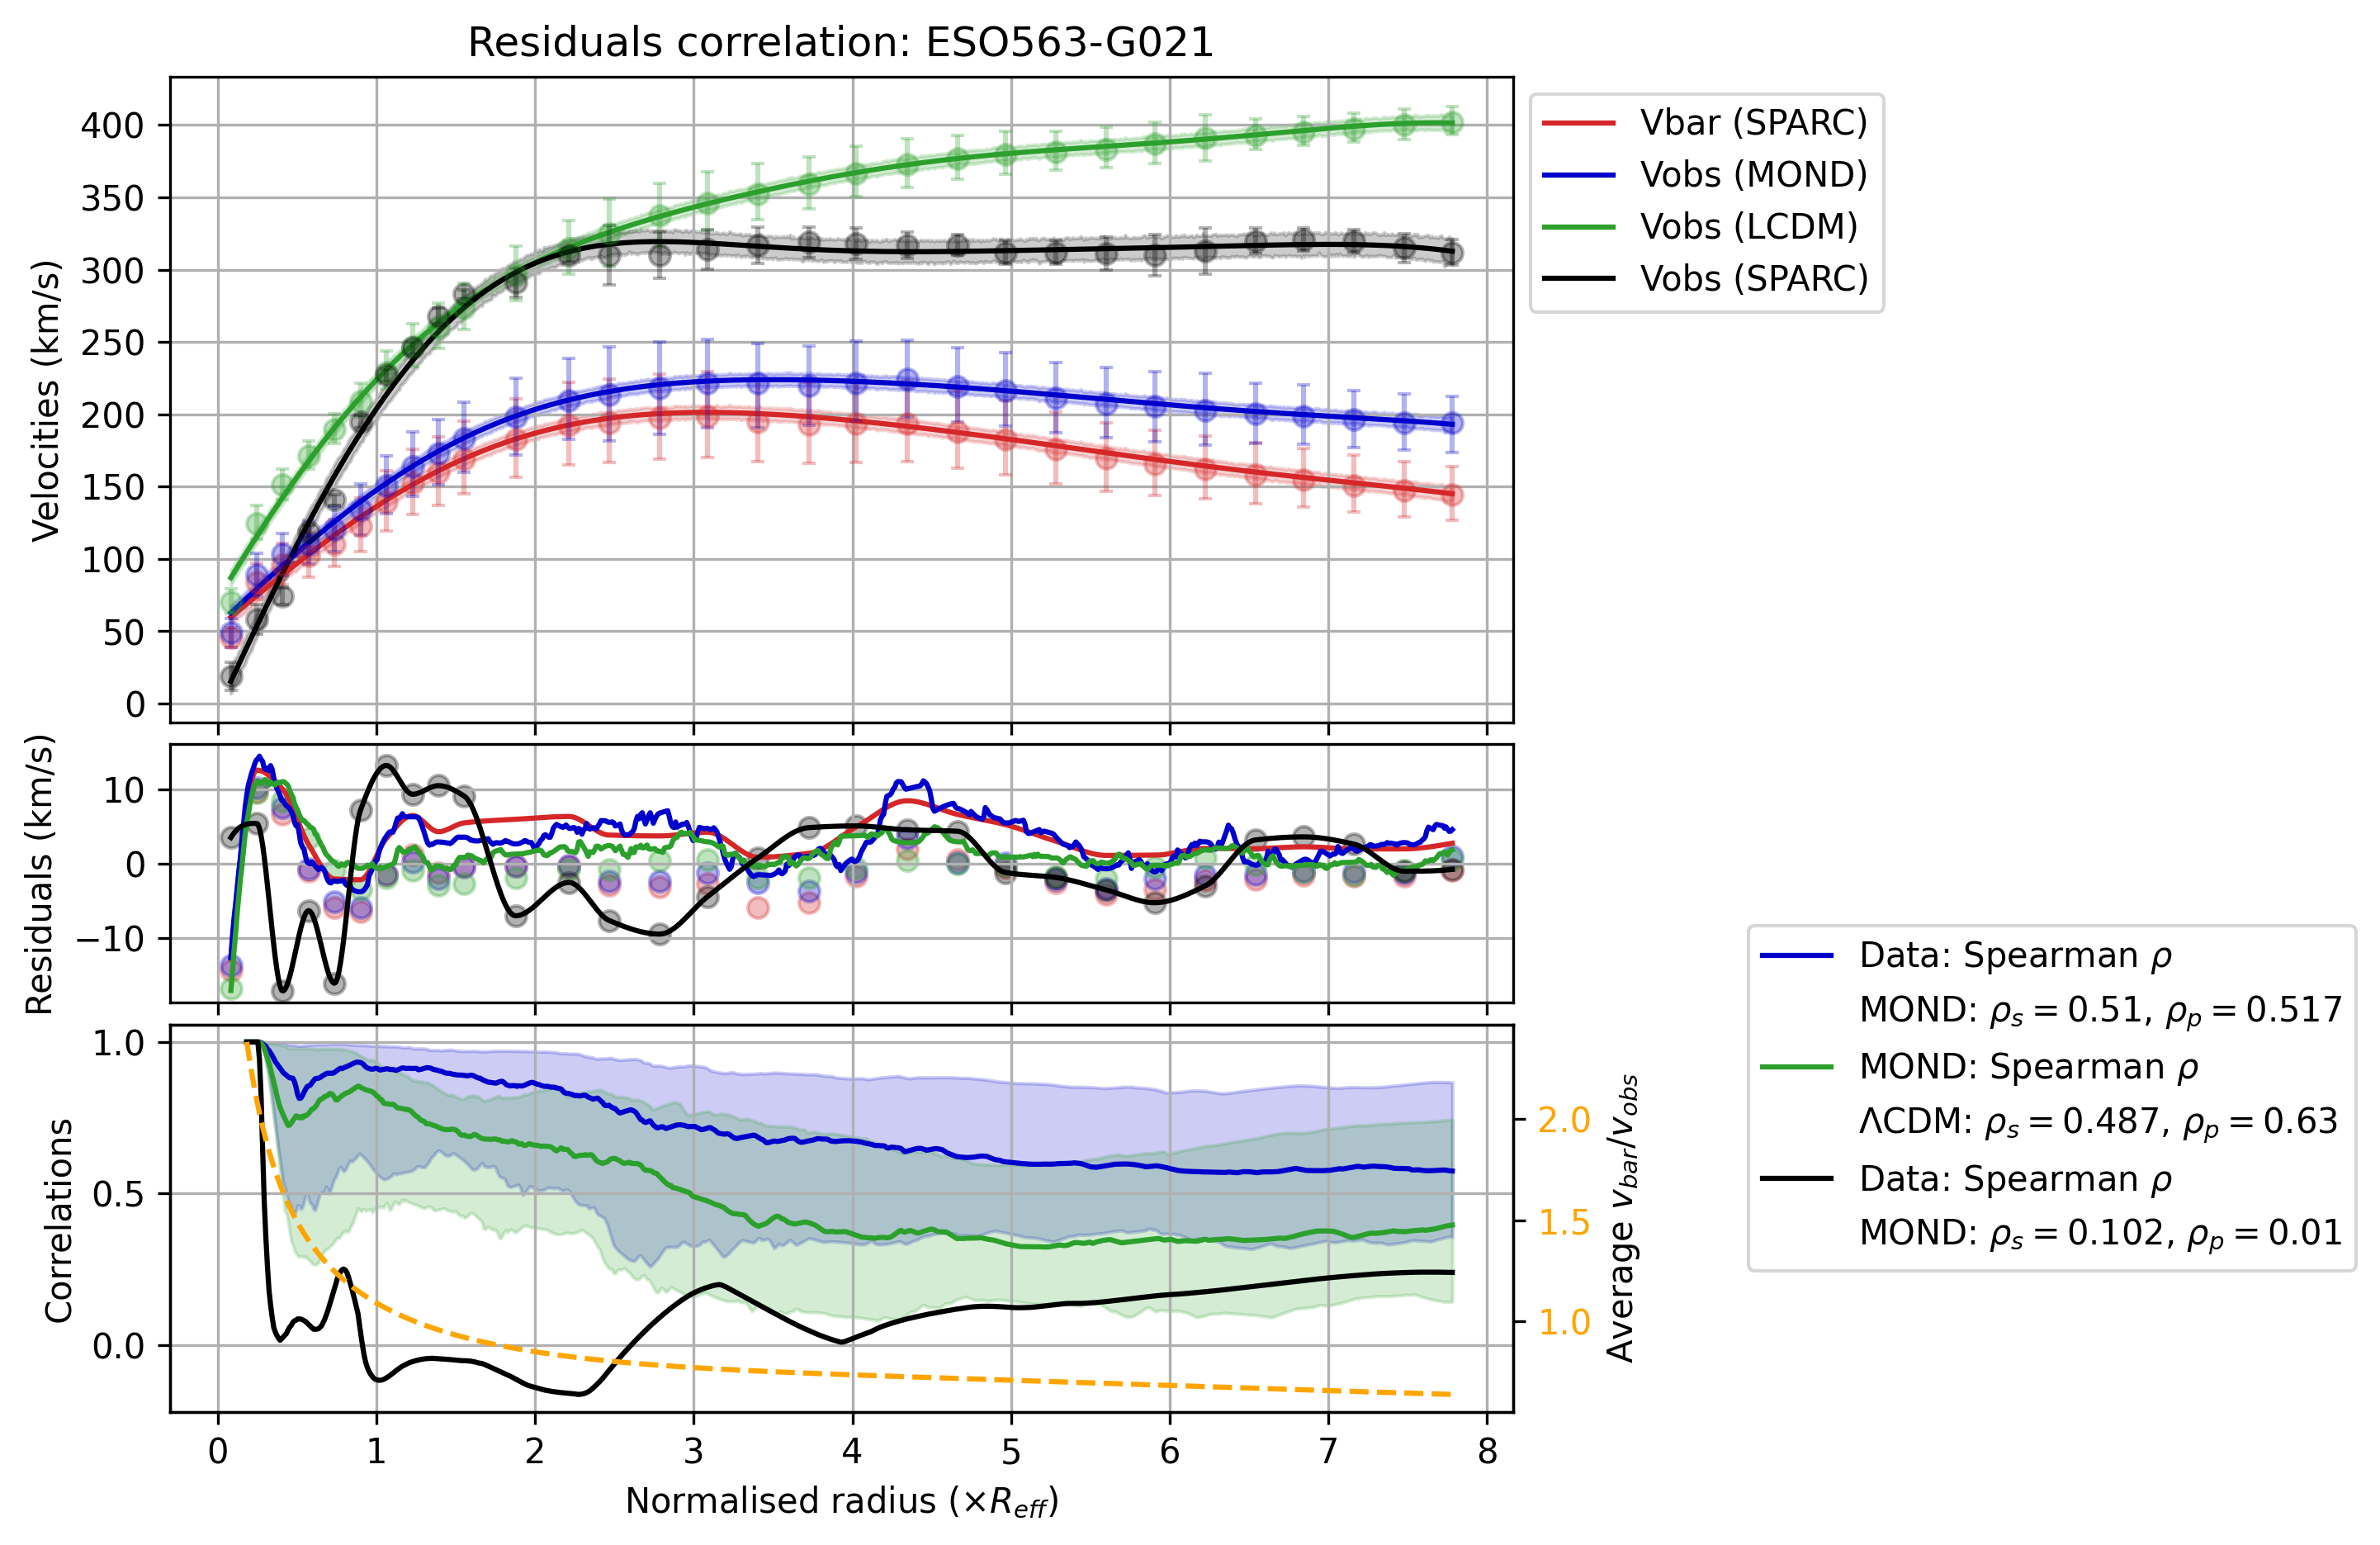 Residuals correlation: ESO563-G021
Velocities (km/s)
400
350
300
250
200
150
100
50
0
Vbar (SPARC)
Vobs (MOND)
Vobs (LCDM)
Vobs (SPARC)
Residuals (km/s)
10
0
−10
Correlations
1.0
0.5
0.0
2.0
1.5
1.0
Average v_bar/v_obs
Data: Spearman ρ
MOND: ρ_s = 0.51, ρ_p = 0.517
MOND: Spearman ρ
ΛCDM: ρ_s = 0.487, ρ_p = 0.63
Data: Spearman ρ
MOND: ρ_s = 0.102, ρ_p = 0.01
0 1 2 3 4 5 6 7 8
Normalised radius (×R_eff)